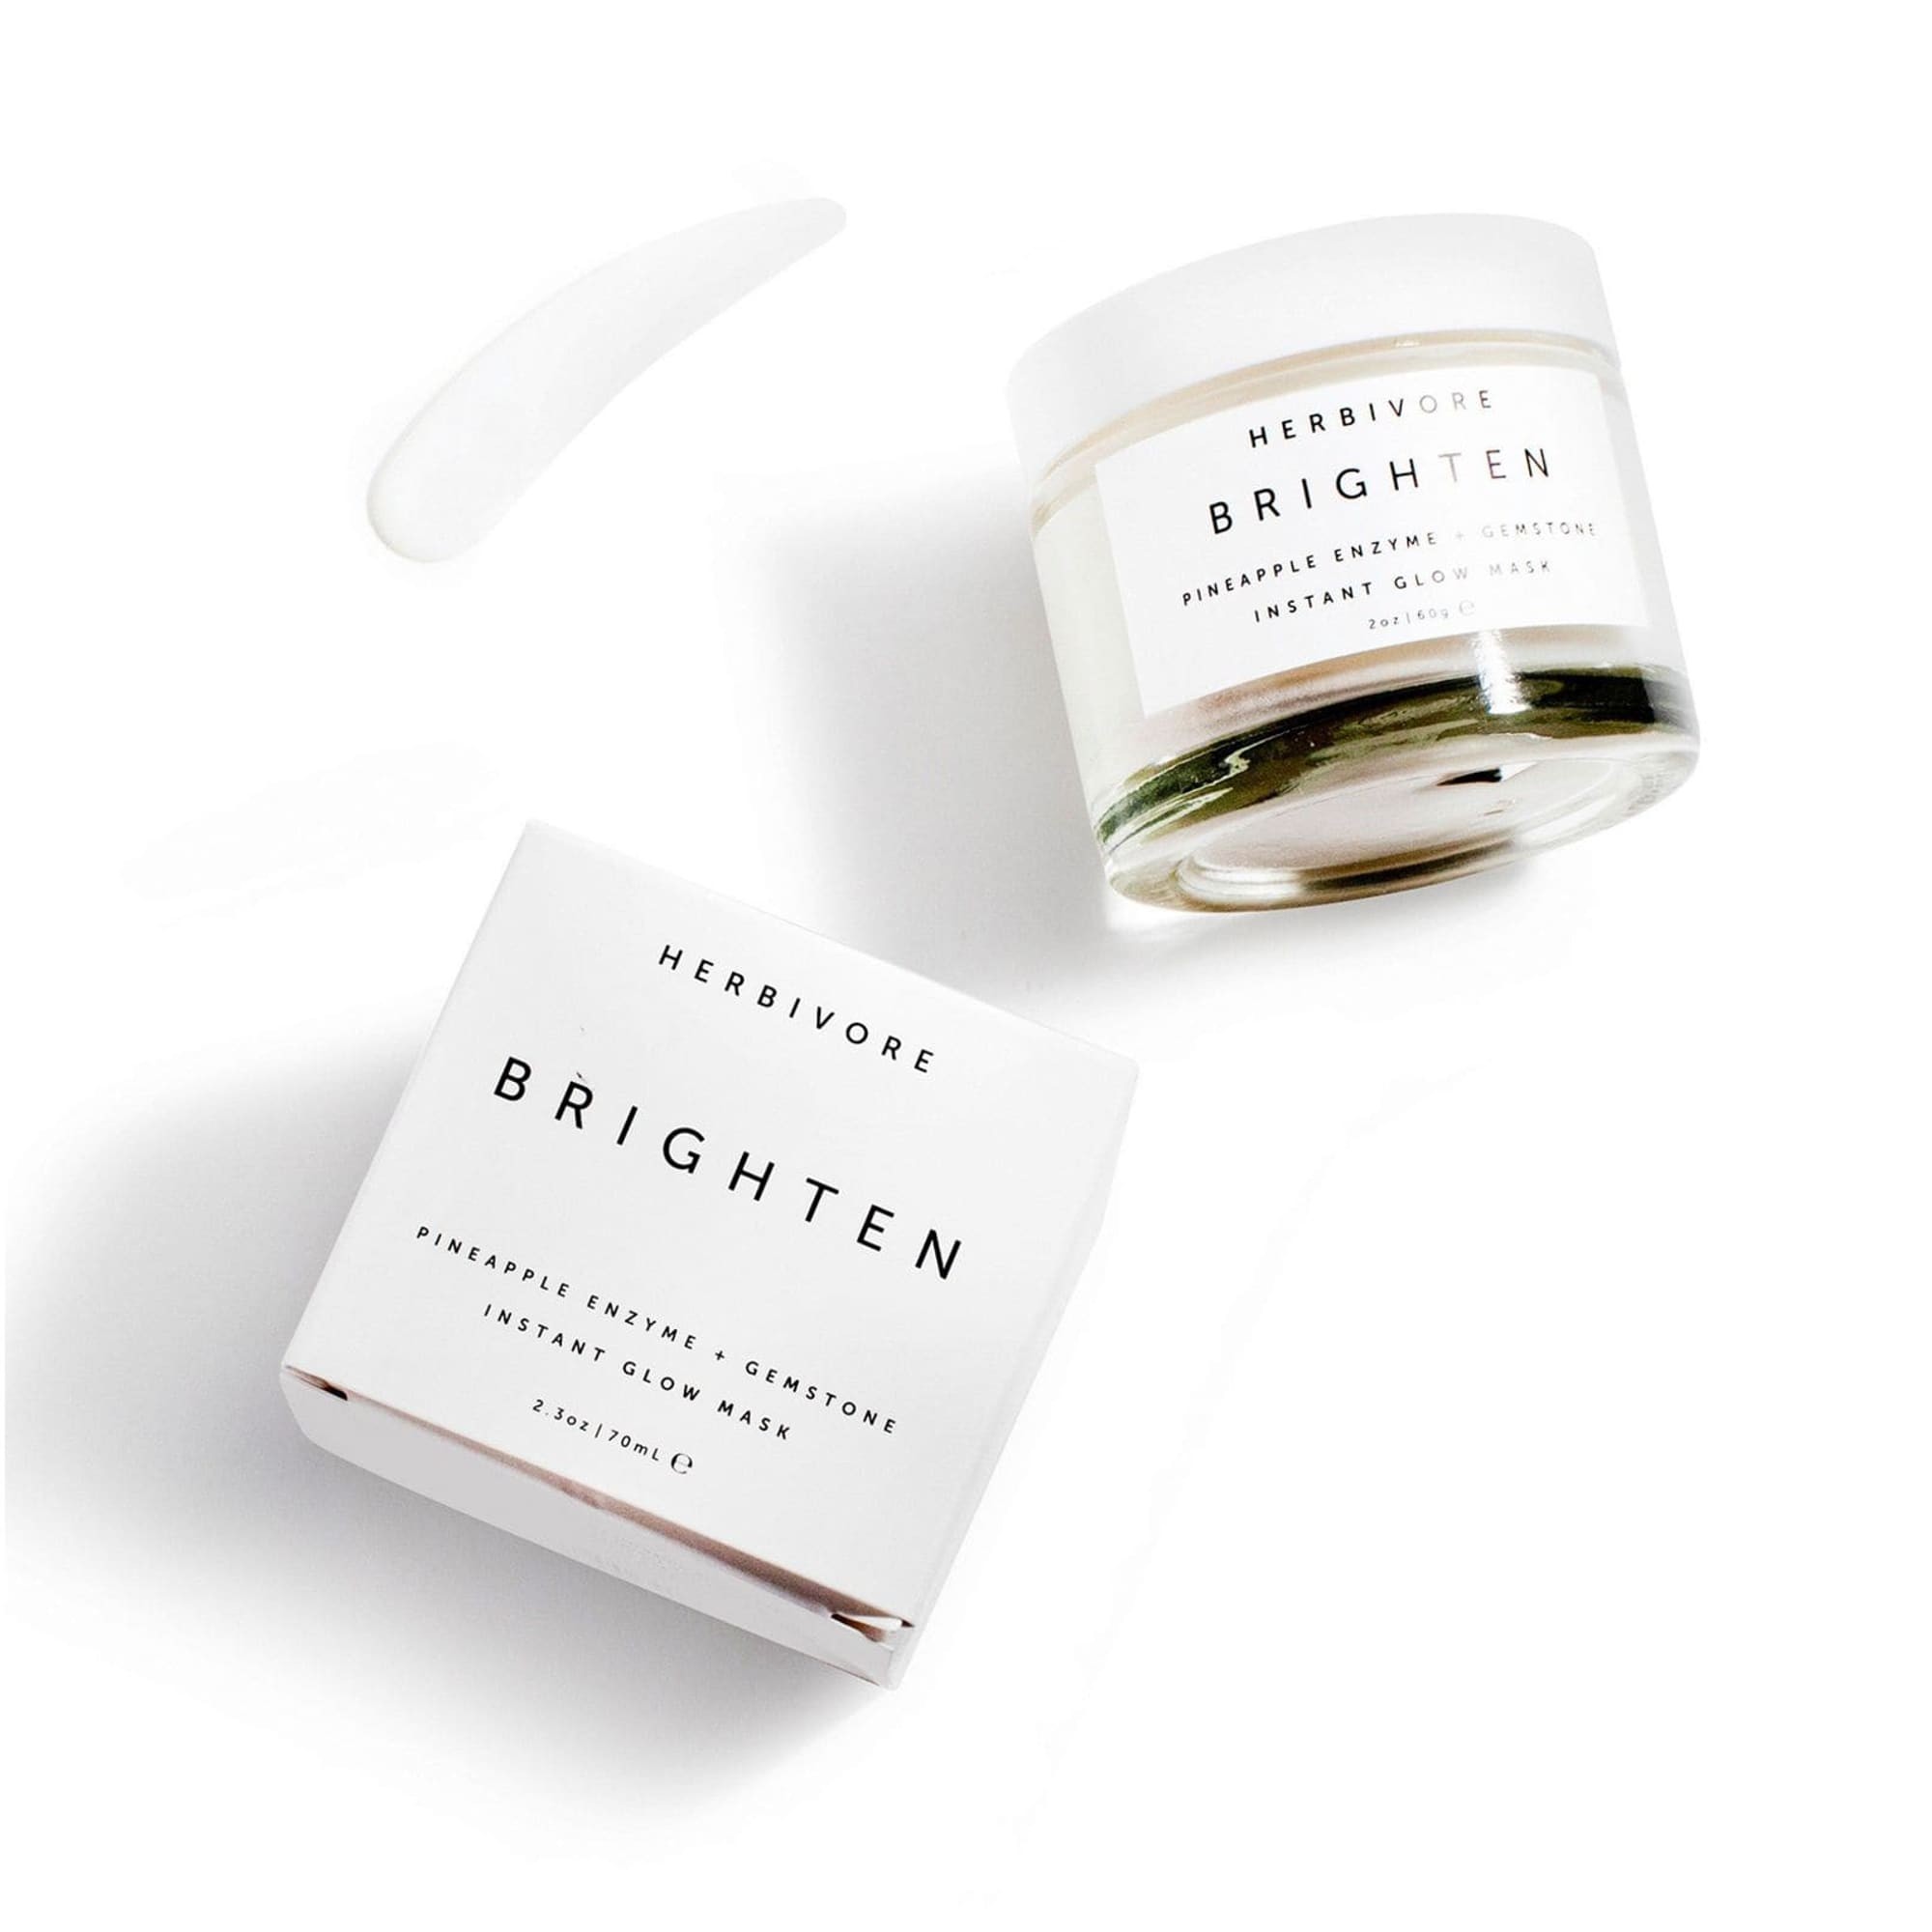 HERBIVORE
BRIGHTEN
PINEAPPLE ENZYME + GEMSTONE
INSTANT GLOW MASK
2oz|60g ℮
HERBIVORE
BRIGHTEN
PINEAPPLE ENZYME + GEMSTONE
INSTANT GLOW MASK
2.3oz|70mL ℮